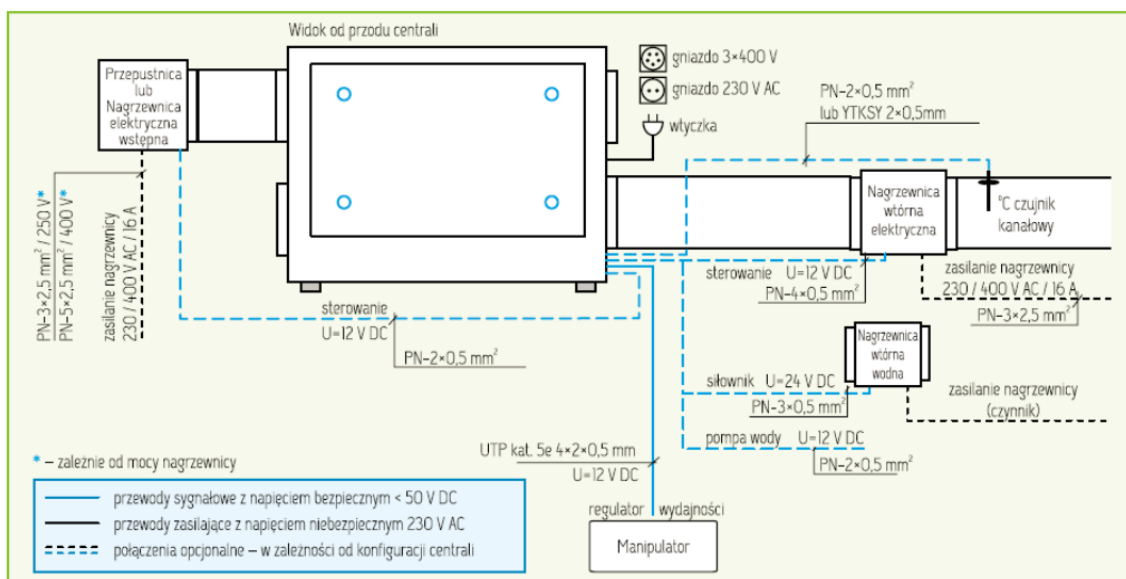 Widok od przodu centrali
Przepustnica
lub
Nagrzewnica
elektryczna
wstępna
gniazdo 3×400 V
gniazdo 230 V AC
wtyczka
PN-2×0,5 mm²
lub YTKSY 2×0,5mm
Nagrzewnica
wtórna
elektryczna
°C czujnik
kanałowy
PN-3×2,5 mm² / 250 V*
PN-5×2,5 mm² / 400 V*
zasilanie nagrzewnicy
230 / 400 V AC / 16 A
sterowanie
U=12 V DC
PN-2×0,5 mm²
sterowanie U=12 V DC
PN-4×0,5 mm²
zasilanie nagrzewnicy
230 / 400 V AC / 16 A
PN-3×2,5 mm²
Nagrzewnica
wtórna
wodna
siłownik U=24 V DC
PN-3×0,5 mm²
zasilanie nagrzewnicy
(czynnik)
pompa wody U=12 V DC
PN-2×0,5 mm²
UTP kat. 5e 4×2×0,5 mm
U=12 V DC
regulator wydajności
Manipulator
* – zależnie od mocy nagrzewnicy
przewody sygnałowe z napięciem bezpiecznym < 50 V DC
przewody zasilające z napięciem niebezpiecznym 230 V AC
połączenia opcjonalne – w zależności od konfiguracji centrali